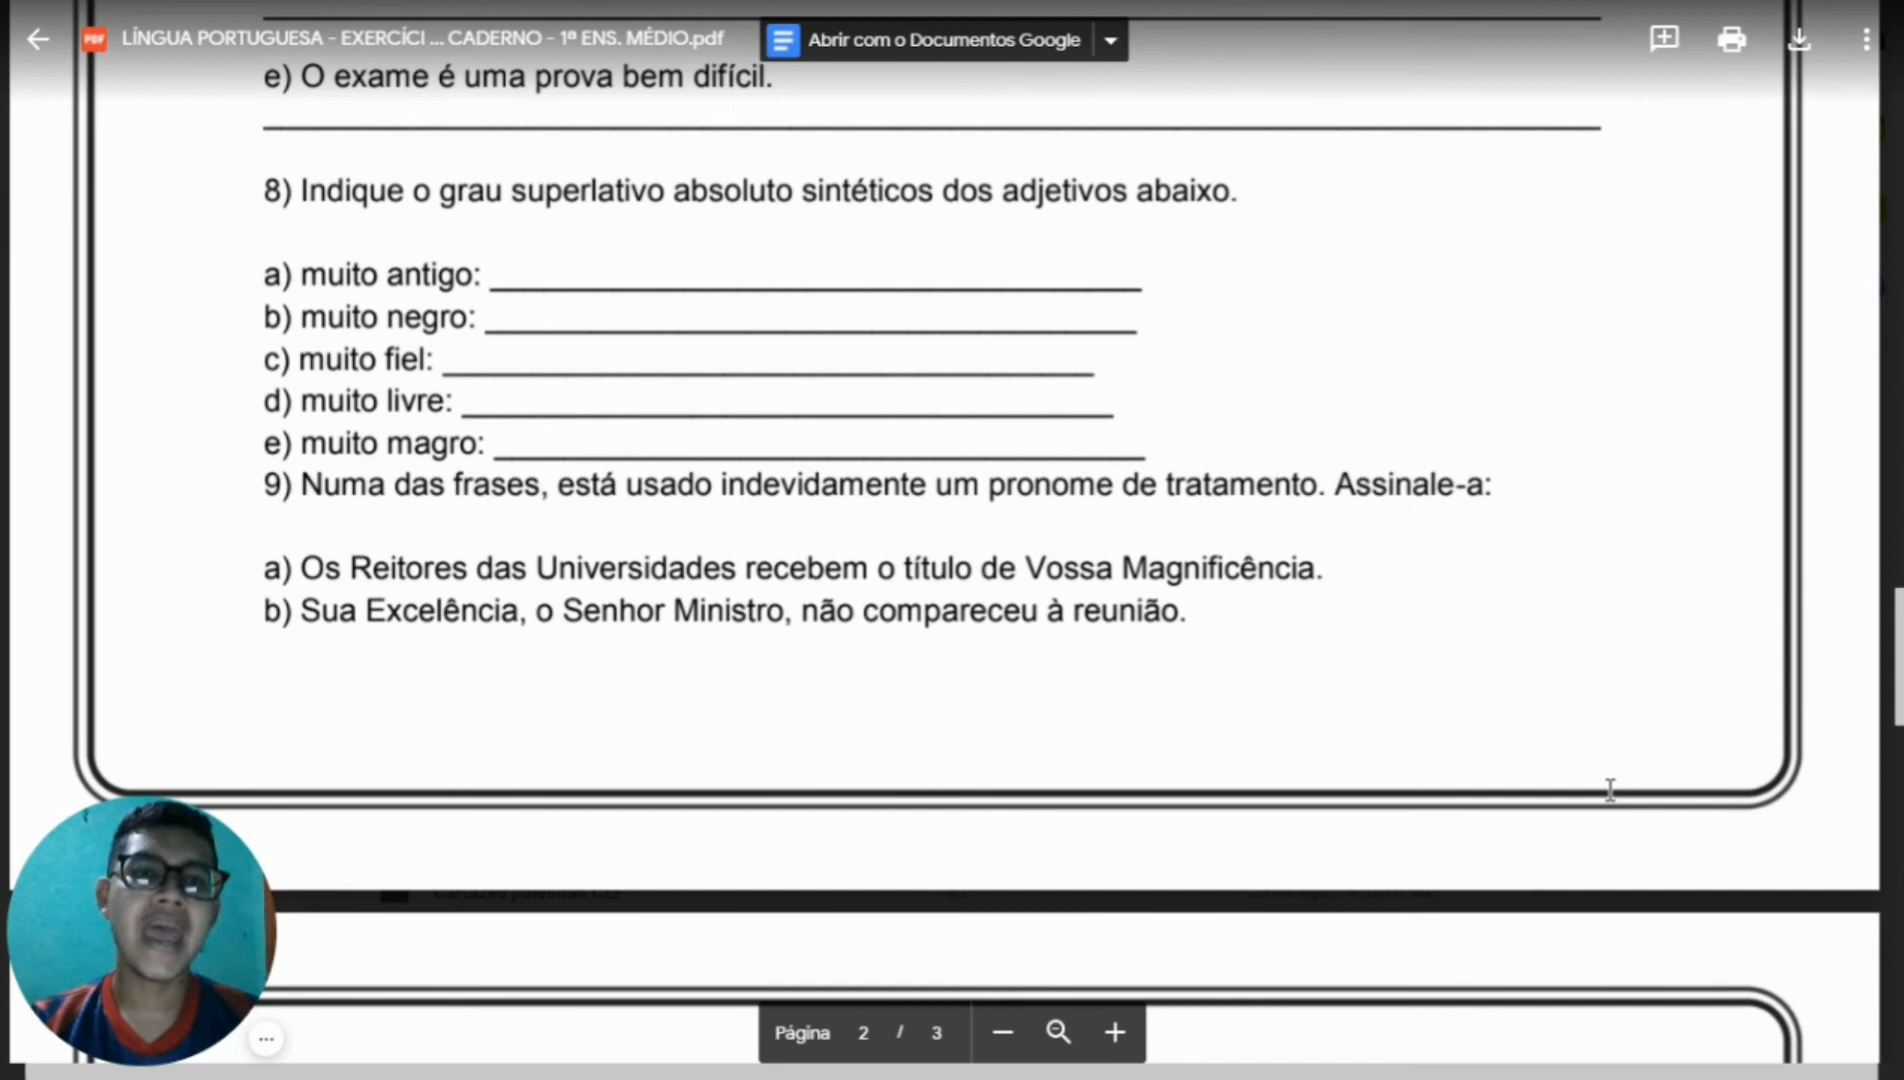 LÍNGUA PORTUGUESA - EXERCÍCI ... CADERNO - 1ª ENS. MÉDIO.pdf
Abrir com o Documentos Google
e) O exame é uma prova bem difícil.
8) Indique o grau superlativo absoluto sintéticos dos adjetivos abaixo.
a) muito antigo:
b) muito negro:
c) muito fiel:
d) muito livre:
e) muito magro:
9) Numa das frases, está usado indevidamente um pronome de tratamento. Assinale-a:
a) Os Reitores das Universidades recebem o título de Vossa Magnificência.
b) Sua Excelência, o Senhor Ministro, não compareceu à reunião.
Página 2 / 3